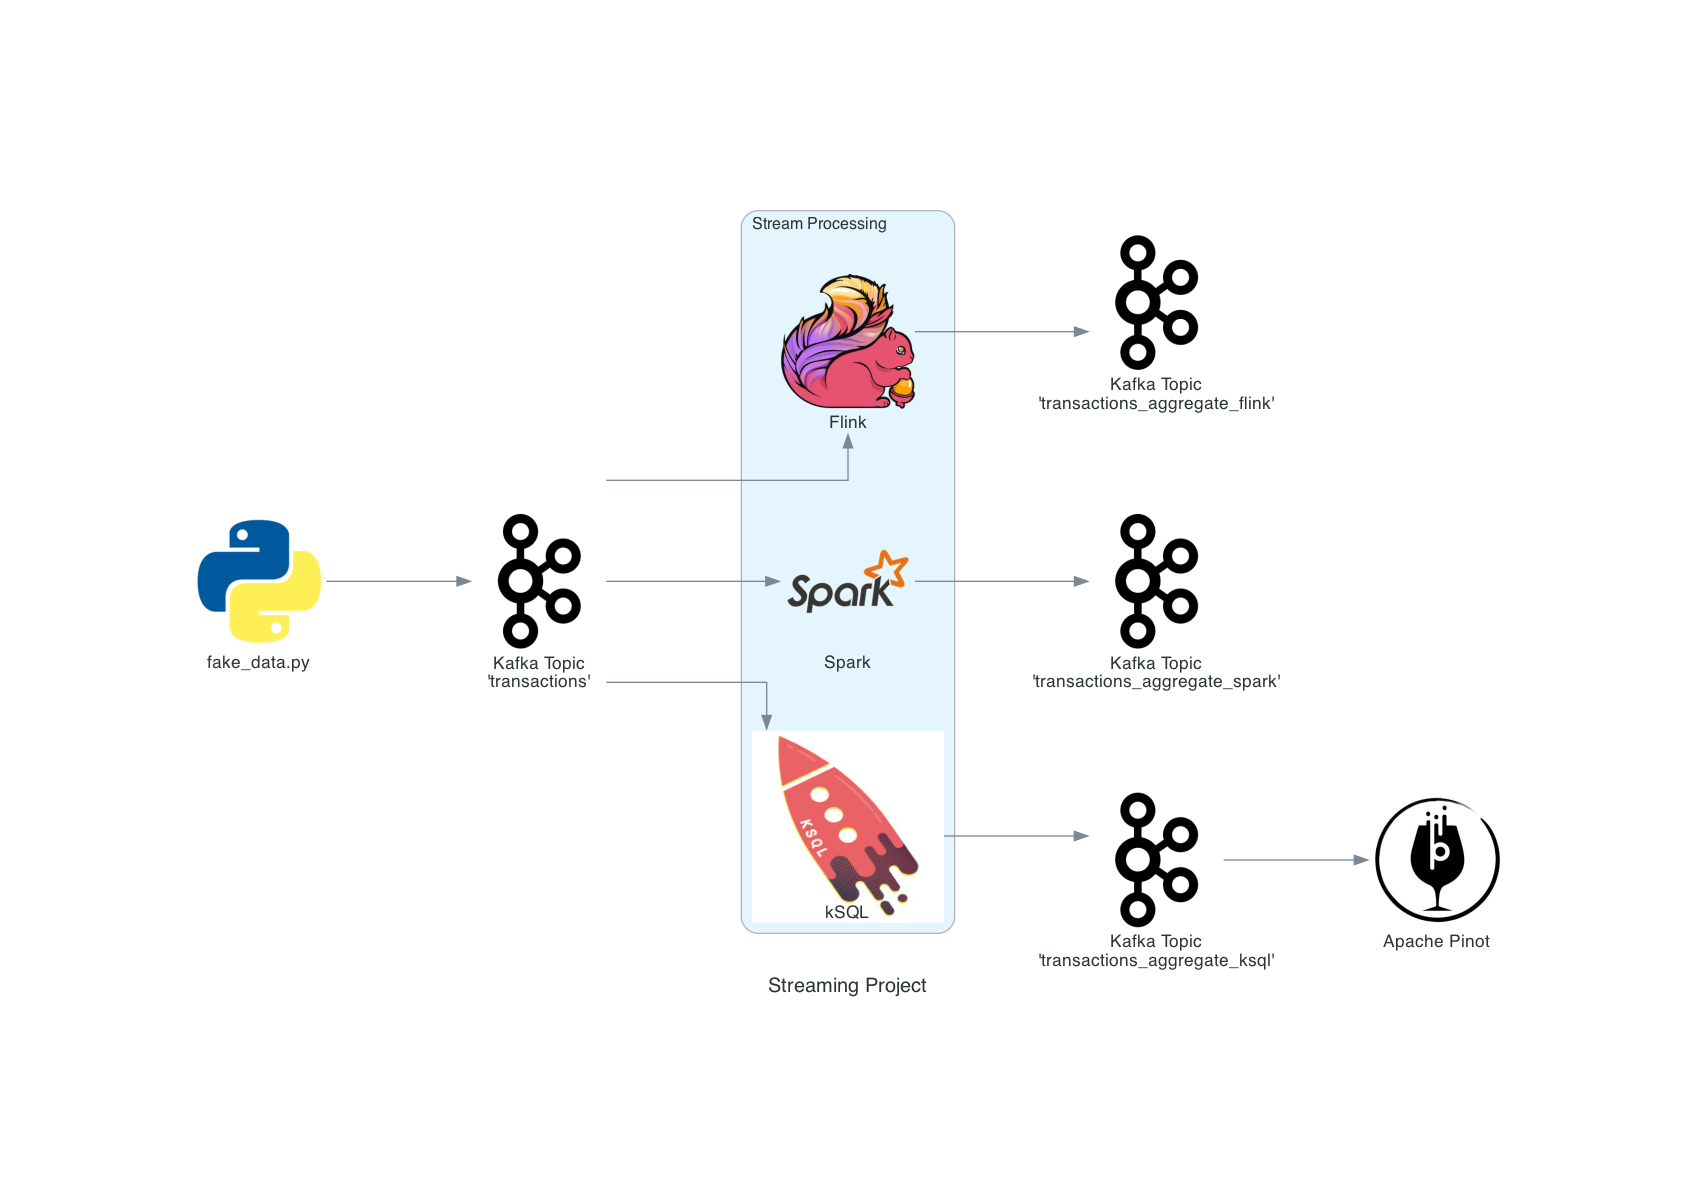 Stream Processing
Flink
Kafka Topic
'transactions_aggregate_flink'
fake_data.py
Kafka Topic
'transactions'
Spark
Spark
Kafka Topic
'transactions_aggregate_spark'
KSQL
kSQL
Kafka Topic
'transactions_aggregate_ksql'
Apache Pinot
Streaming Project